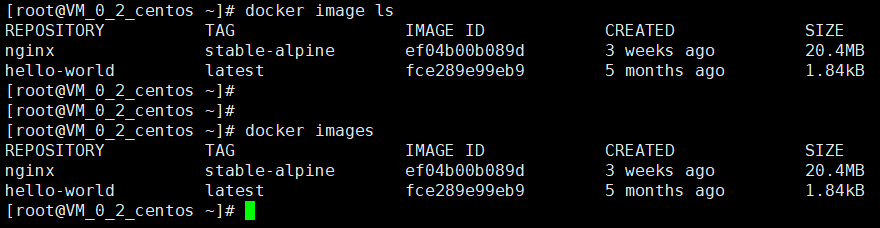 [root@VM_0_2_centos ~]# docker image ls
REPOSITORY TAG IMAGE ID CREATED SIZE
nginx stable-alpine ef04b00b089d 3 weeks ago 20.4MB
hello-world latest fce289e99eb9 5 months ago 1.84kB
[root@VM_0_2_centos ~]#
[root@VM_0_2_centos ~]#
[root@VM_0_2_centos ~]# docker images
REPOSITORY TAG IMAGE ID CREATED SIZE
nginx stable-alpine ef04b00b089d 3 weeks ago 20.4MB
hello-world latest fce289e99eb9 5 months ago 1.84kB
[root@VM_0_2_centos ~]#